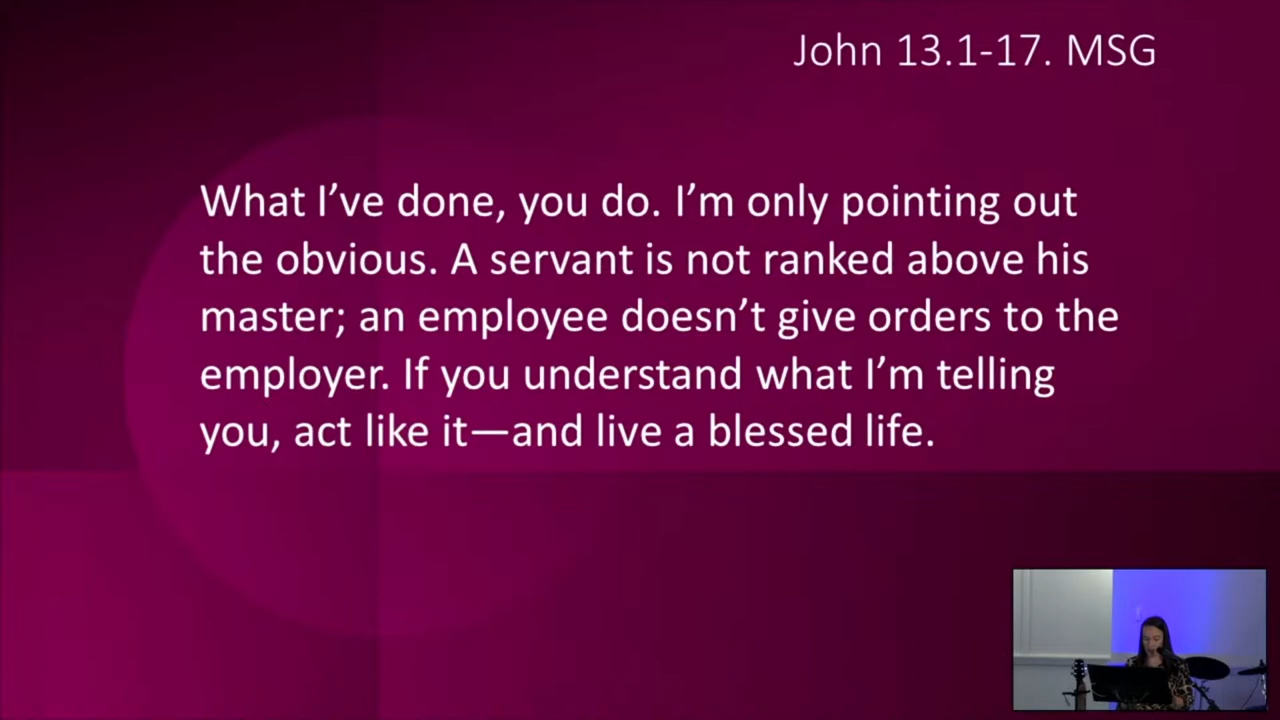 John 13.1-17. MSG
What I’ve done, you do. I’m only pointing out
the obvious. A servant is not ranked above his
master; an employee doesn’t give orders to the
employer. If you understand what I’m telling
you, act like it—and live a blessed life.